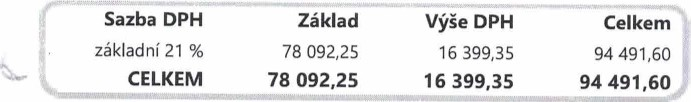 Sazba DPH Základ Výše DPH Celkem
základní 21 % 78 092,25 16 399,35 94 491,60
CELKEM 78 092,25 16 399,35 94 491,60